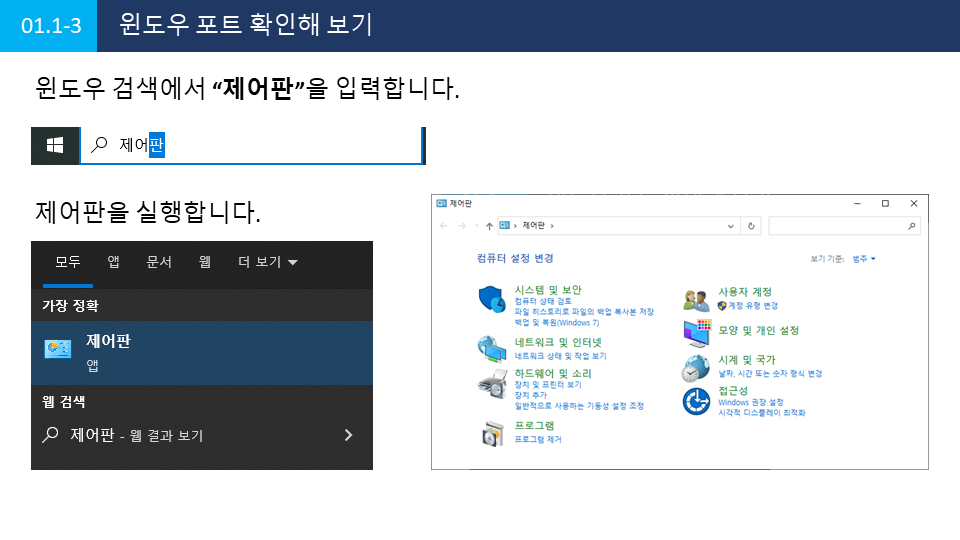 01.1-3 윈도우 포트 확인해 보기
윈도우 검색에서 “제어판”을 입력합니다.
제어판
제어판을 실행합니다.
모두 앱 문서 웹 더 보기
가장 정확
제어판
앱
웹 검색
제어판 - 웹 결과 보기
제어판
제어판
컴퓨터 설정 변경
보기 기준: 범주
시스템 및 보안
컴퓨터 상태 검토
파일 히스토리로 파일의 백업 복사본 저장
백업 및 복원(Windows 7)
네트워크 및 인터넷
네트워크 상태 및 작업 보기
하드웨어 및 소리
장치 및 프린터 보기
장치 추가
일반적으로 사용하는 기동성 설정 조정
프로그램
프로그램 제거
사용자 계정
계정 유형 변경
모양 및 개인 설정
시계 및 국가
날짜, 시간 또는 숫자 형식 변경
접근성
Windows 권장 설정
시각적 디스플레이 최적화